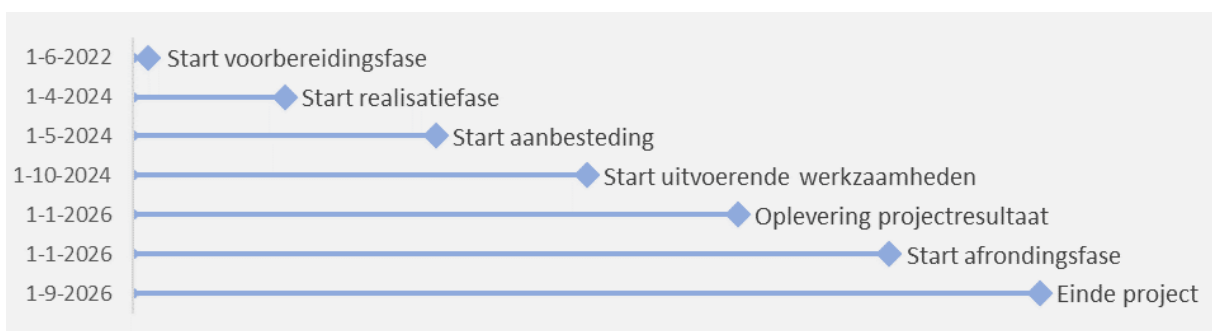 1-6-2022 Start voorbereidingsfase
1-4-2024 Start realisatiefase
1-5-2024 Start aanbesteding
1-10-2024 Start uitvoerende werkzaamheden
1-1-2026 Oplevering projectresultaat
1-1-2026 Start afrondingsfase
1-9-2026 Einde project